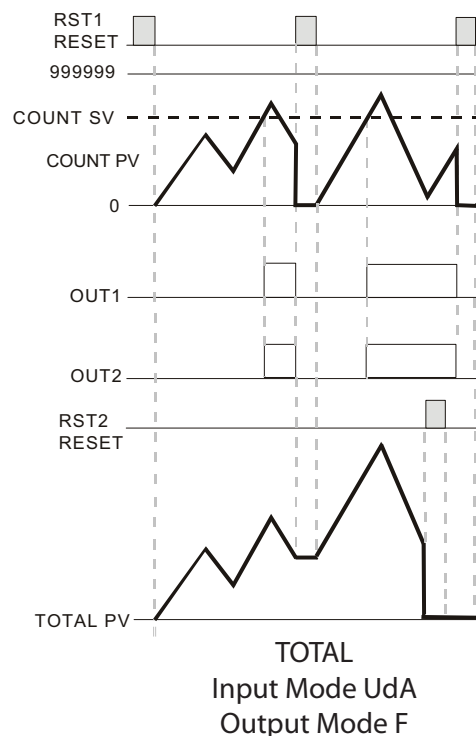 RST1
RESET
999999
COUNT SV
COUNT PV
0
OUT1
OUT2
RST2
RESET
TOTAL PV
TOTAL
Input Mode UdA
Output Mode F